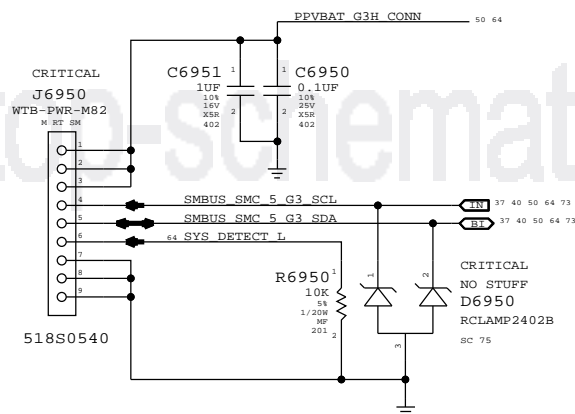 PPVBAT_G3H_CONN
50 64
CRITICAL
J6950
WTB-PWR-M82
M RT SM
1
2
3
4
5
6
7
8
9
518S0540
C6951
1UF
10%
16V
X5R
402
1
2
C6950
0.1UF
10%
25V
X5R
402
1
2
SMBUS_SMC_5_G3_SCL
IN
37 40 50 64 73
SMBUS_SMC_5_G3_SDA
BI
37 40 50 64 73
64 SYS_DETECT_L
R6950
10K
5%
1/20W
MF
201
1
2
1
2
3
CRITICAL
NO STUFF
D6950
RCLAMP2402B
SC 75
top-schemat